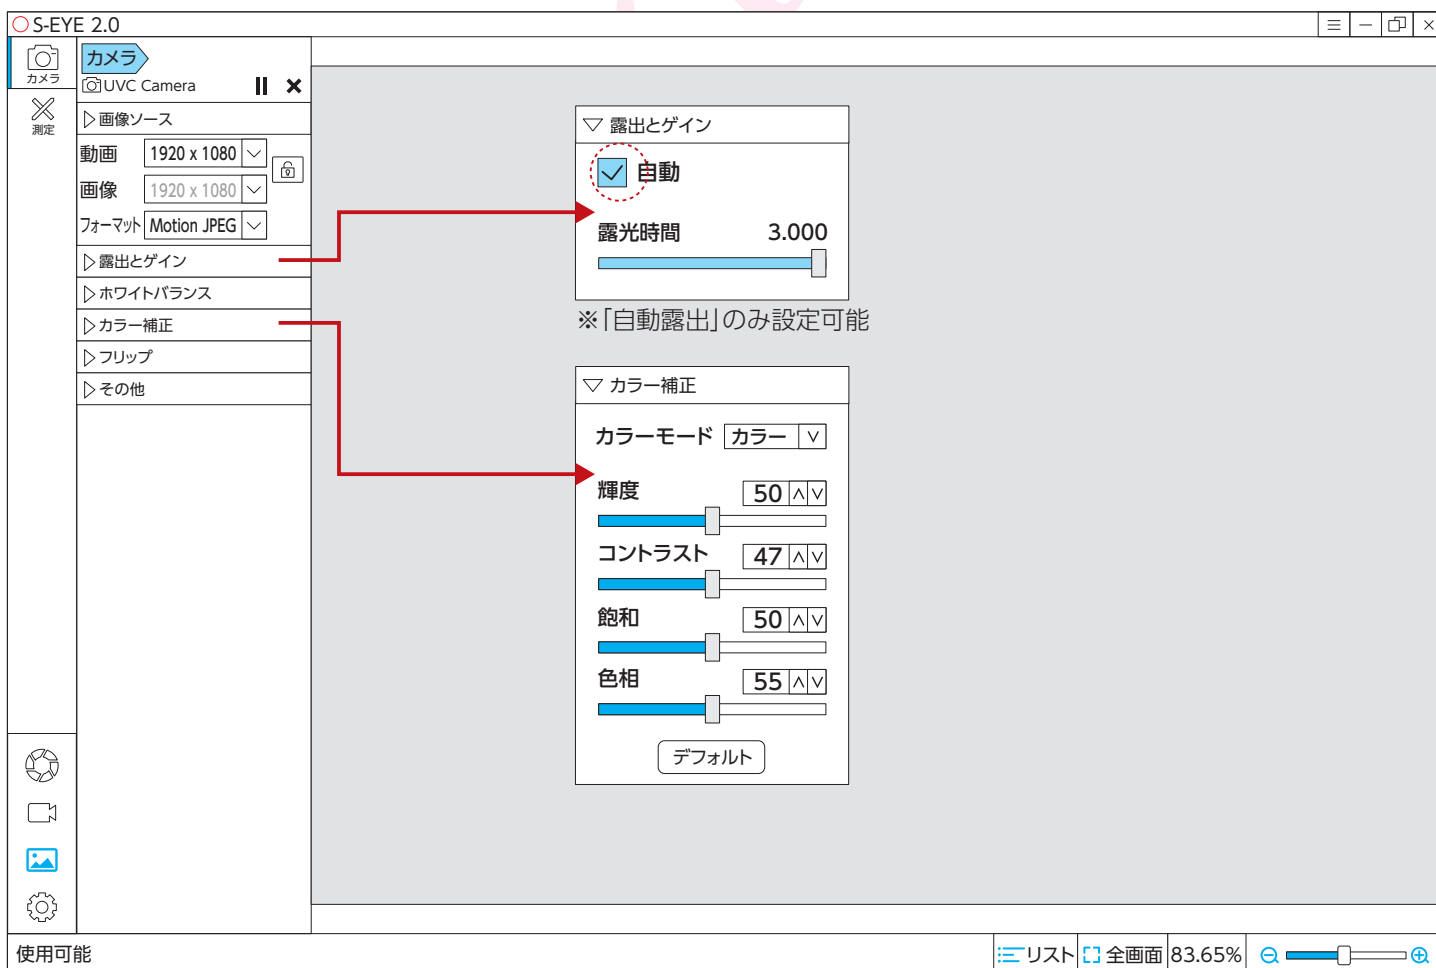 S-EYE 2.0
カメラ
測定
カメラ
UVC Camera
画像ソース
動画 1920 x 1080
画像 1920 x 1080
フォーマット Motion JPEG
露出とゲイン
ホワイトバランス
カラー補正
フリップ
その他
露出とゲイン
自動
露光時間 3.000
※「自動露出」のみ設定可能
カラー補正
カラーモード カラー
輝度 50
コントラスト 47
飽和 50
色相 55
デフォルト
使用可能
リスト 全画面 83.65%